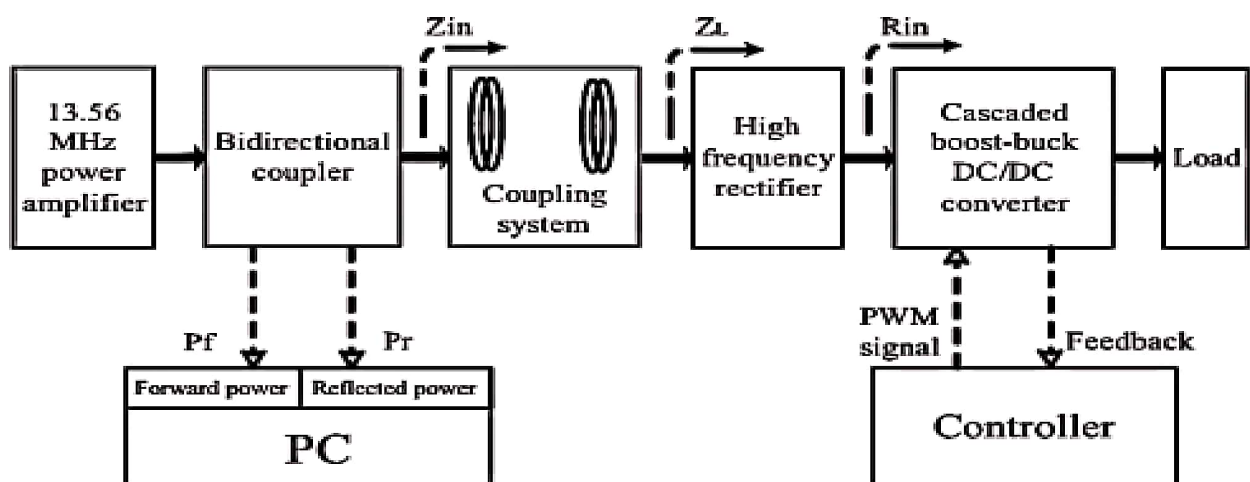 Zin
ZL
Rin
13.56
MHz
power
amplifier
Bidirectional
coupler
Coupling
system
High
frequency
rectifier
Cascaded
boost-buck
DC/DC
converter
Load
Pf
Pr
PWM
signal
Feedback
Forward power
Reflected power
PC
Controller